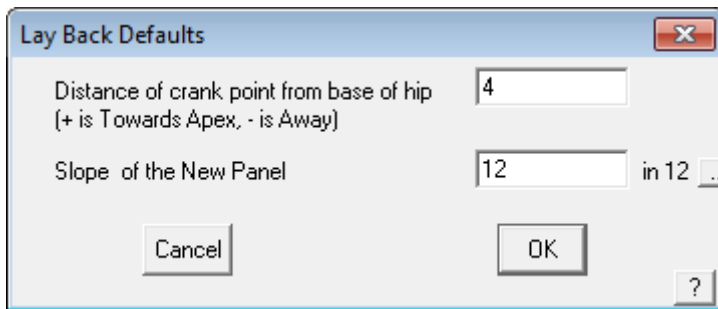 Lay Back Defaults
Distance of crank point from base of hip
4
(+ is Towards Apex, - is Away)
Slope of the New Panel
12
in 12
..
Cancel
OK
?